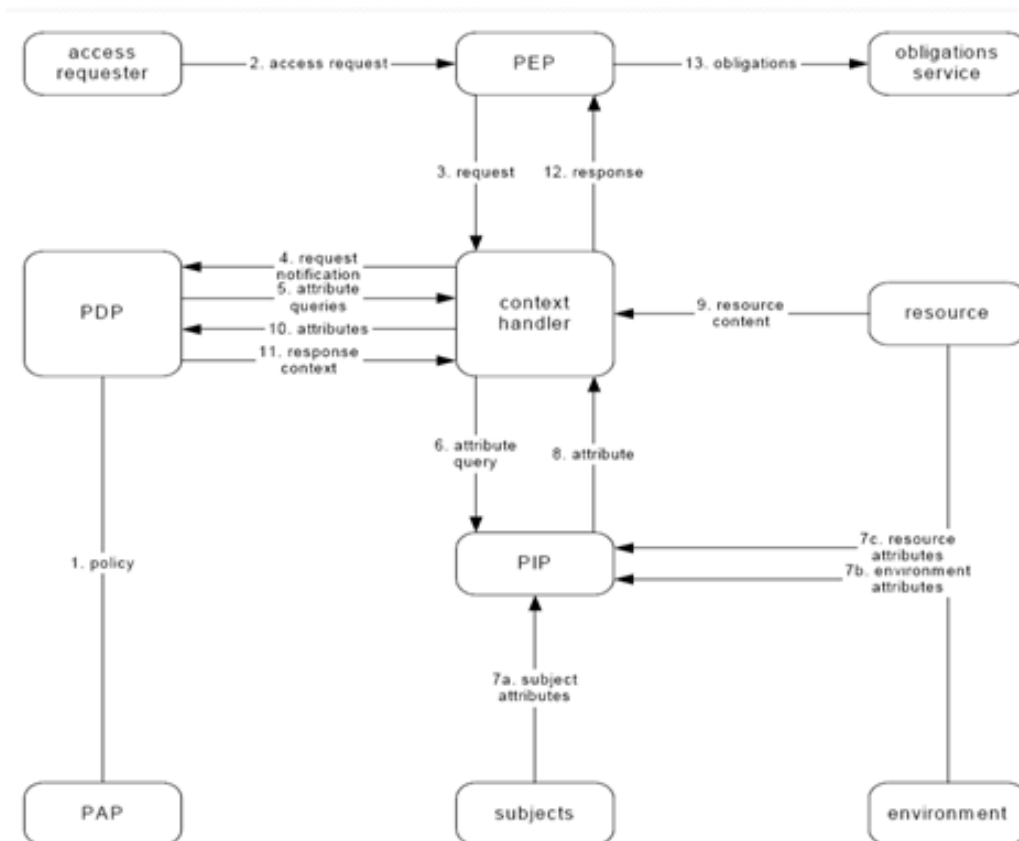 access
requester
2. access request
PEP
13. obligations
obligations
service
3. request
12. response
4. request
notification
5. attribute
queries
10. attributes
11. response
context
PDP
context
handler
9. resource
content
resource
6. attribute
query
8. attribute
1. policy
PIP
7c. resource
attributes
7b. environment
attributes
7a. subject
attributes
PAP
subjects
environment